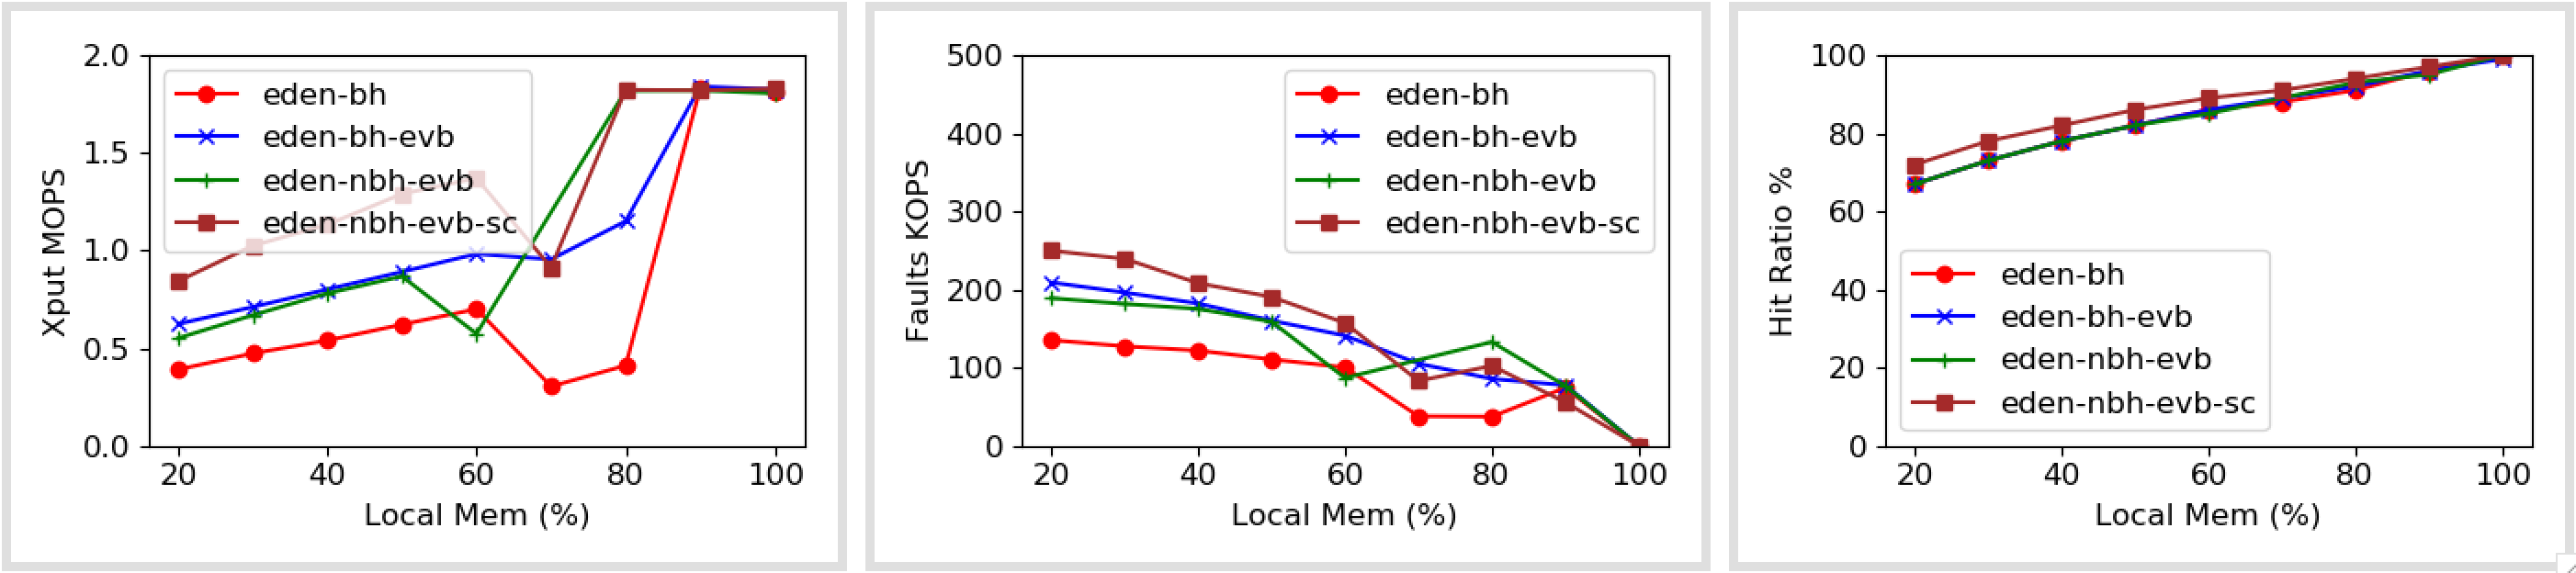 2.0
1.5
1.0
0.5
0.0
Xput MOPS
eden-bh
eden-bh-evb
eden-nbh-evb
eden-nbh-evb-sc
20 40 60 80 100
Local Mem (%)
500
400
300
200
100
0
Faults KOPS
eden-bh
eden-bh-evb
eden-nbh-evb
eden-nbh-evb-sc
20 40 60 80 100
Local Mem (%)
100
80
60
40
20
0
Hit Ratio %
eden-bh
eden-bh-evb
eden-nbh-evb
eden-nbh-evb-sc
20 40 60 80 100
Local Mem (%)